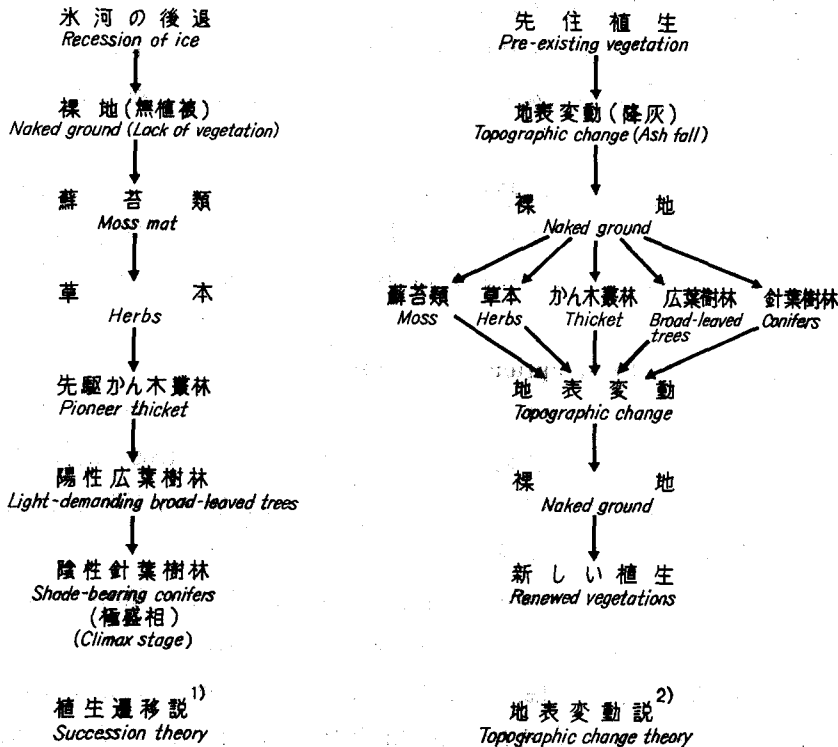 氷河の後退
Recession of ice
裸地(無植被)
Naked ground (Lack of vegetation)
蘚苔類
Moss mat
草本
Herbs
先駆かん木叢林
Pioneer thicket
陽性広葉樹林
Light-demanding broad-leaved trees
陰性針葉樹林
Shade-bearing conifers
(極盛相)
(Climax stage)
植生遷移説1)
Succession theory
先住植生
Pre-existing vegetation
地表変動(降灰)
Topographic change (Ash fall)
裸地
Naked ground
蘚苔類 草本 かん木叢林 広葉樹林 針葉樹林
Moss Herbs Thicket Broad-leaved Conifers
trees
地表変動
Topographic change
裸地
Naked ground
新しい植生
Renewed vegetations
地表変動説2)
Topographic change theory